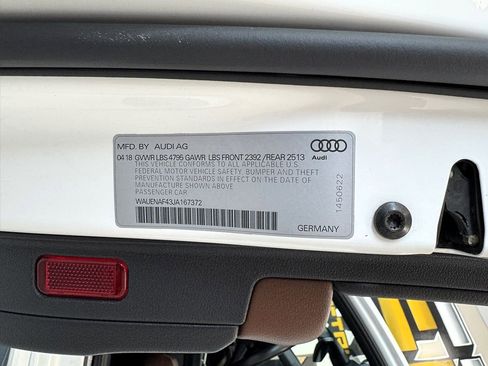 MFD. BY AUDI AG
04.18 GVWR LBS 4795 GAWR LBS FRONT 2392 /REAR 2513
THIS VEHICLE CONFORMS TO ALL APPLICABLE U.S.
FEDERAL MOTOR VEHICLE SAFETY, BUMPER AND THEFT
PREVENTION STANDARDS IN EFFECT ON THE DATE OF
MANUFACTURE SHOWN ABOVE
PASSENGER CAR
WAUENAF43JA167372
Audi
1450622
GERMANY